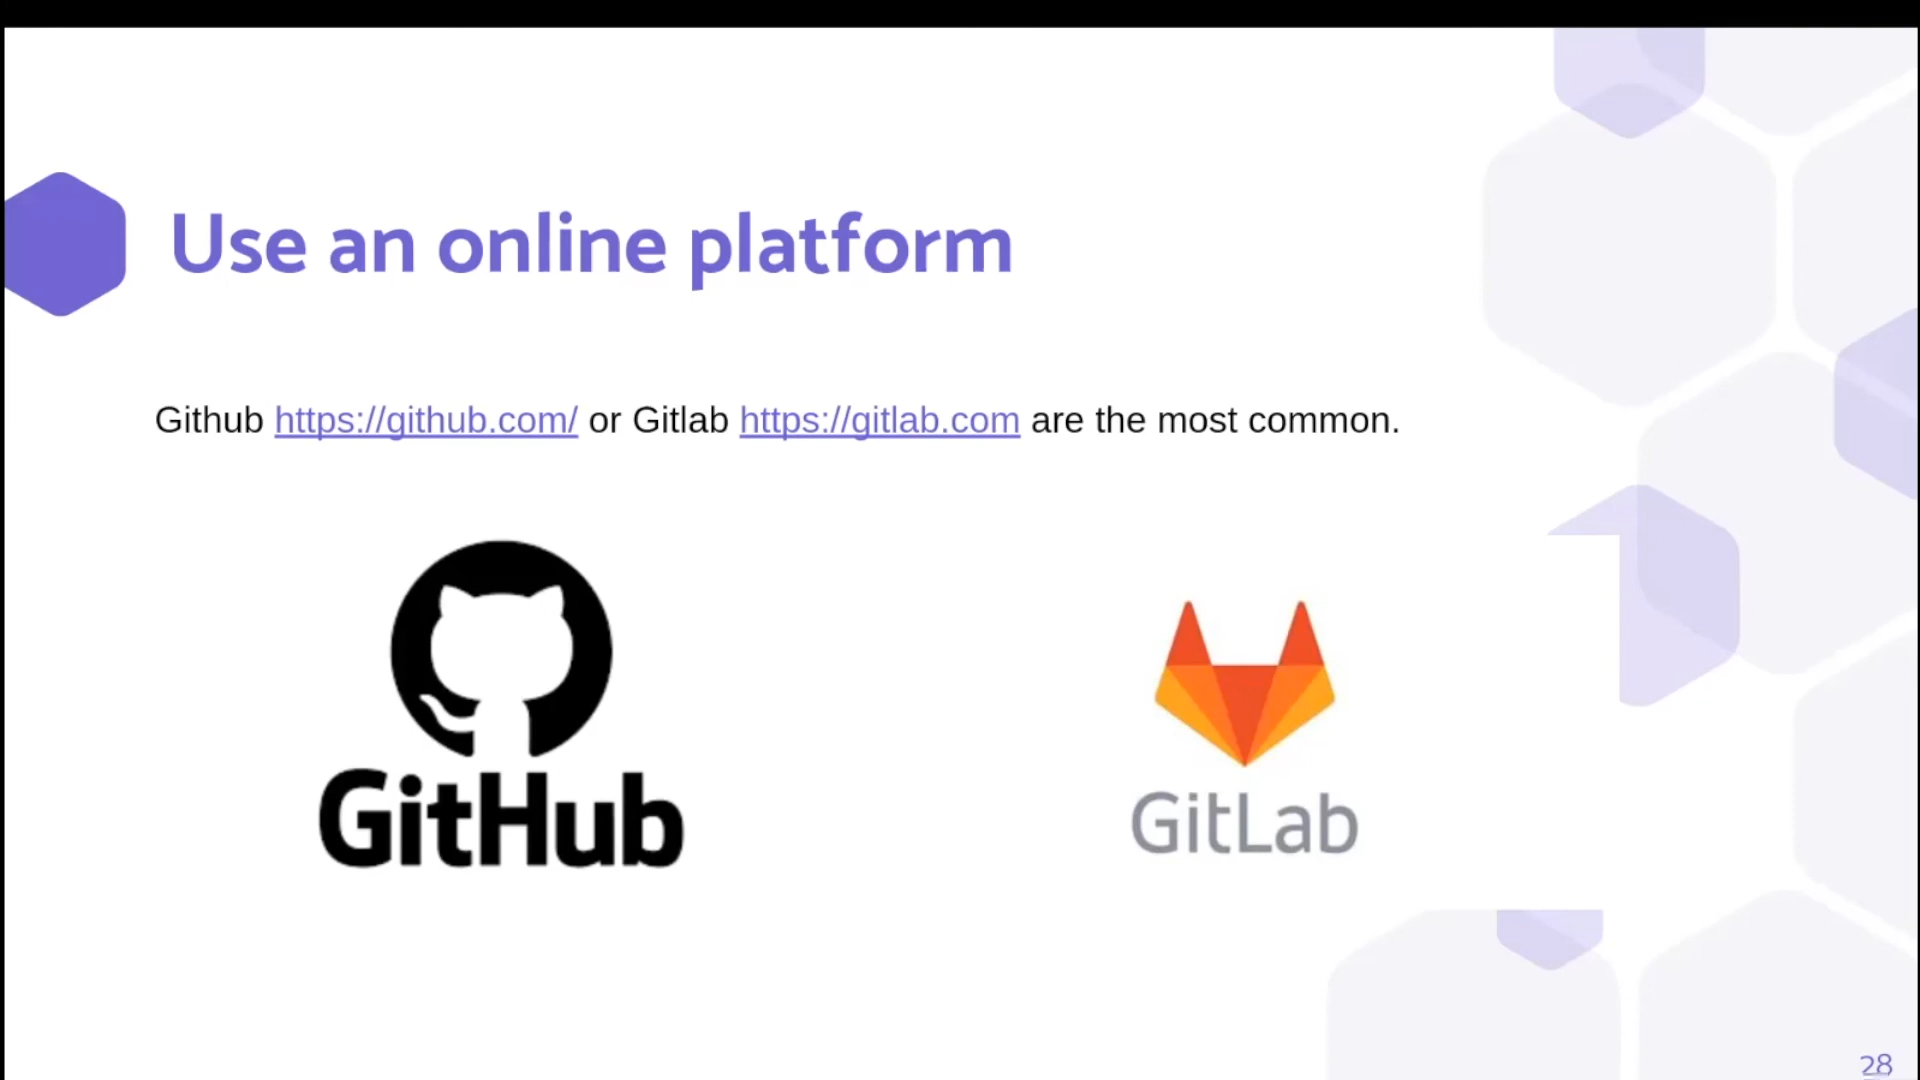 Use an online platform
Github https://github.com/ or Gitlab https://gitlab.com are the most common.
GitHub
GitLab
28